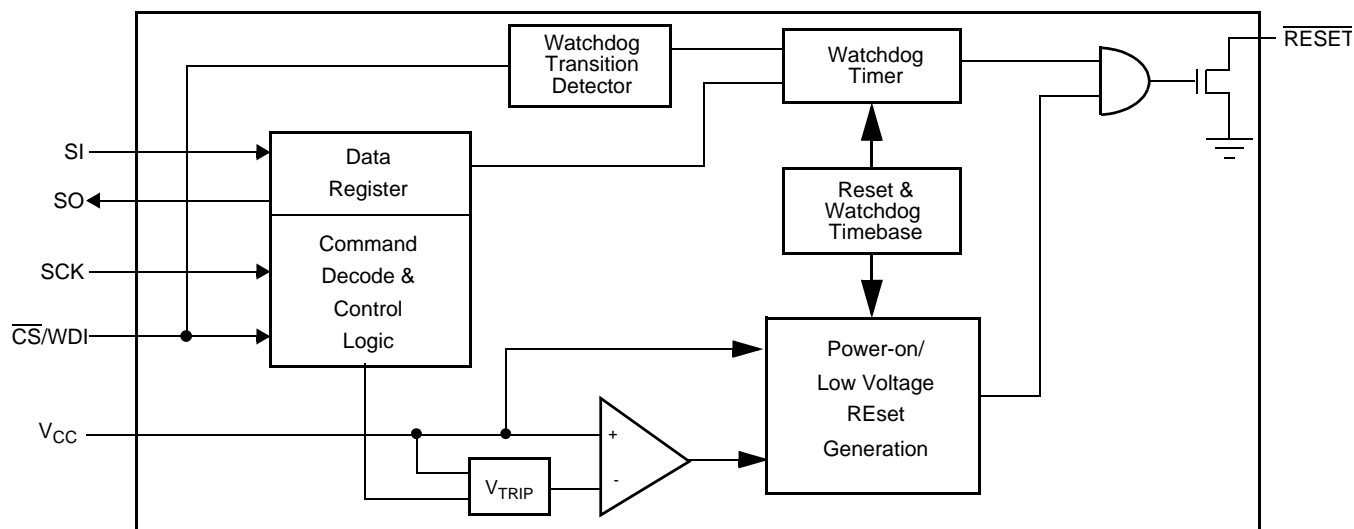 Watchdog
Transition
Detector
Watchdog
Timer
RESET
SI
SO
SCK
CS/WDI
VCC
Data
Register
Command
Decode &
Control
Logic
Reset &
Watchdog
Timebase
Power-on/
Low Voltage
REset
Generation
+
-
VTRIP